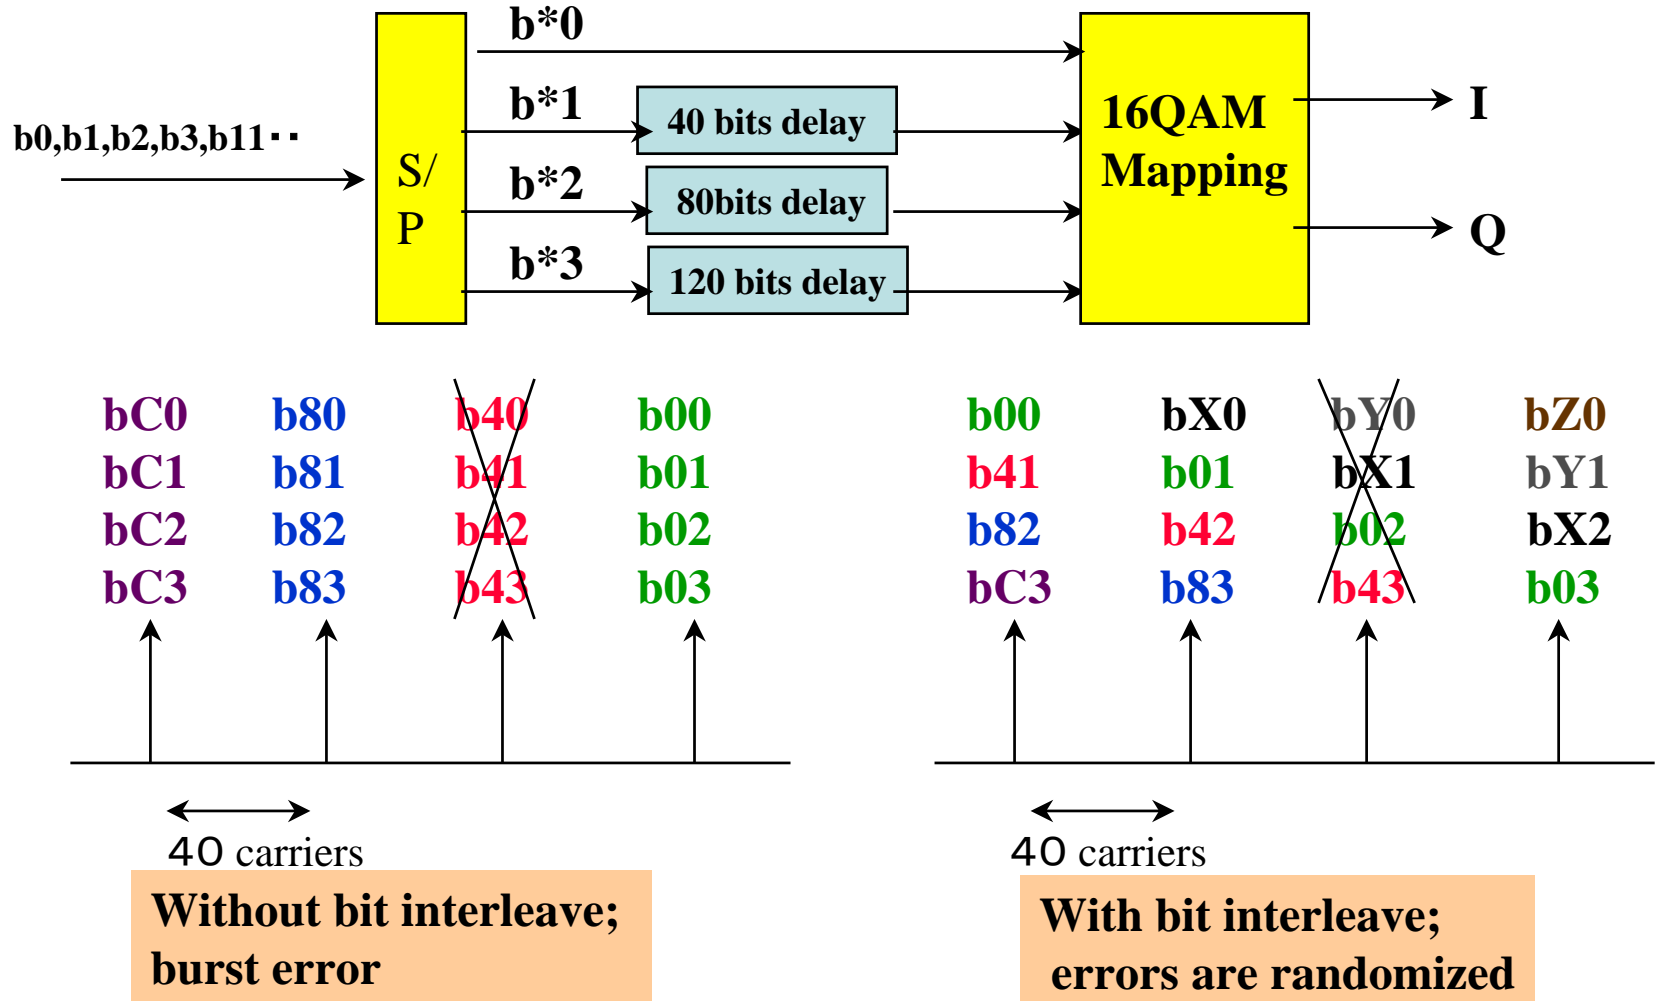 b*0
b*1
40 bits delay
b0,b1,b2,b3,b11··
S/
P
b*2
80bits delay
b*3
120 bits delay
16QAM
Mapping
I
Q
bC0 b80 b40 b00
bC1 b81 b41 b01
bC2 b82 b42 b02
bC3 b83 b43 b03
40 carriers
Without bit interleave;
burst error
b00 bX0 bY0 bZ0
b41 b01 bX1 bY1
b82 b42 b02 bX2
bC3 b83 b43 b03
40 carriers
With bit interleave;
errors are randomized